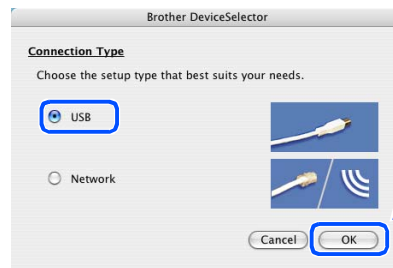 Brother DeviceSelector
Connection Type
Choose the setup type that best suits your needs.
USB
Network
Cancel OK